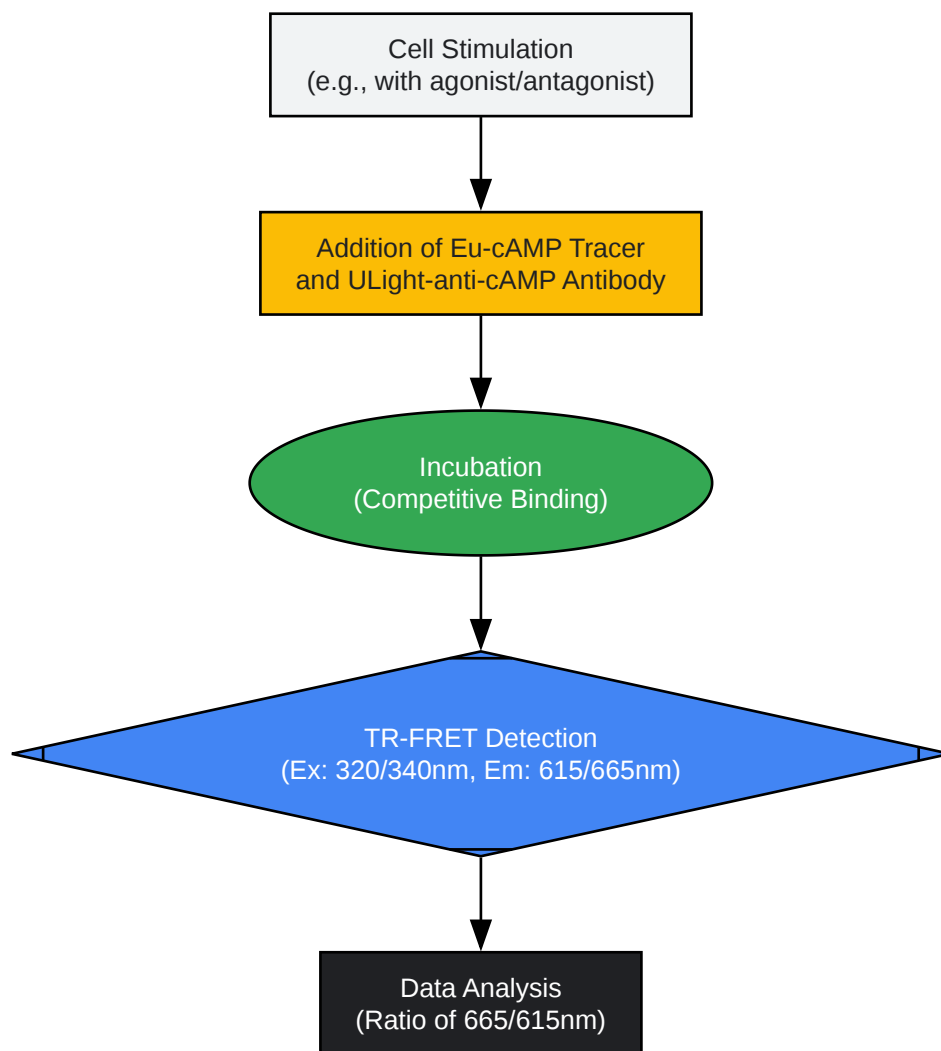 Cell Stimulation
(e.g., with agonist/antagonist)
Addition of Eu-cAMP Tracer
and ULight-anti-cAMP Antibody
Incubation
(Competitive Binding)
TR-FRET Detection
(Ex: 320/340nm, Em: 615/665nm)
Data Analysis
(Ratio of 665/615nm)